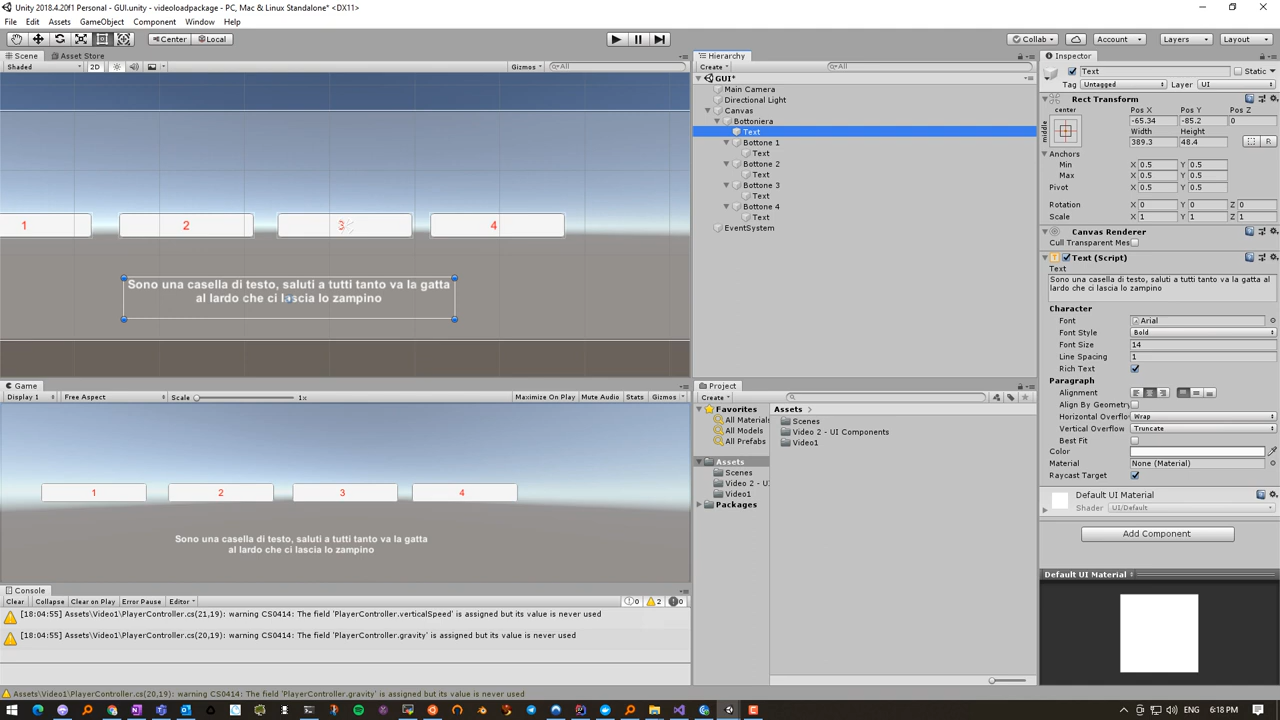 Unity 2018.4.20f1 Personal - GUI.unity - videoloadpackage - PC, Mac & Linux Standalone* <DX11>
File Edit Assets GameObject Component Window Help
Center Local Collab Account Layers Layout
Scene Asset Store
Shaded 2D Gizmos All
1 2 3 4
Sono una casella di testo, saluti a tutti tanto va la gatta
al lardo che ci lascia lo zampino
Game
Display 1 Free Aspect Scale 1x Maximize On Play Mute Audio Stats Gizmos
1 2 3 4
Sono una casella di testo, saluti a tutti tanto va la gatta
al lardo che ci lascia lo zampino
Console
Clear Collapse Clear on Play Error Pause Editor 0 2 0
[18:04:55] Assets\Video1\PlayerController.cs(21,19): warning CS0414: The field 'PlayerController.verticalSpeed' is assigned but its value is never used
[18:04:55] Assets\Video1\PlayerController.cs(20,19): warning CS0414: The field 'PlayerController.gravity' is assigned but its value is never used
Assets\Video1\PlayerController.cs(20,19): warning CS0414: The field 'PlayerController.gravity' is assigned but its value is never used
Hierarchy
Create All
GUI*
Main Camera
Directional Light
Canvas
Bottoniera
Text
Bottone 1
Text
Bottone 2
Text
Bottone 3
Text
Bottone 4
Text
EventSystem
Project
Create
Favorites
All Materials
All Models
All Prefabs
Assets
Scenes
Video 2 - U
Video1
Packages
Assets
Scenes
Video 2 - UI Components
Video1
Inspector
Text Static
Tag Untagged Layer UI
Rect Transform
center
middle
Pos X Pos Y Pos Z
-65.34 -85.2 0
Width Height
389.3 48.4
R
Anchors
Min X 0.5 Y 0.5
Max X 0.5 Y 0.5
Pivot X 0.5 Y 0.5
Rotation X 0 Y 0 Z 0
Scale X 1 Y 1 Z 1
Canvas Renderer
Cull Transparent Mes
Text (Script)
Text
Sono una casella di testo, saluti a tutti tanto va la gatta al
lardo che ci lascia lo zampino
Character
Font Arial
Font Style Bold
Font Size 14
Line Spacing 1
Rich Text
Paragraph
Alignment
Align By Geometry
Horizontal Overflo Wrap
Vertical Overflow Truncate
Best Fit
Color
Material None (Material)
Raycast Target
Default UI Material
Shader UI/Default
Add Component
Default UI Material
6:18 PM